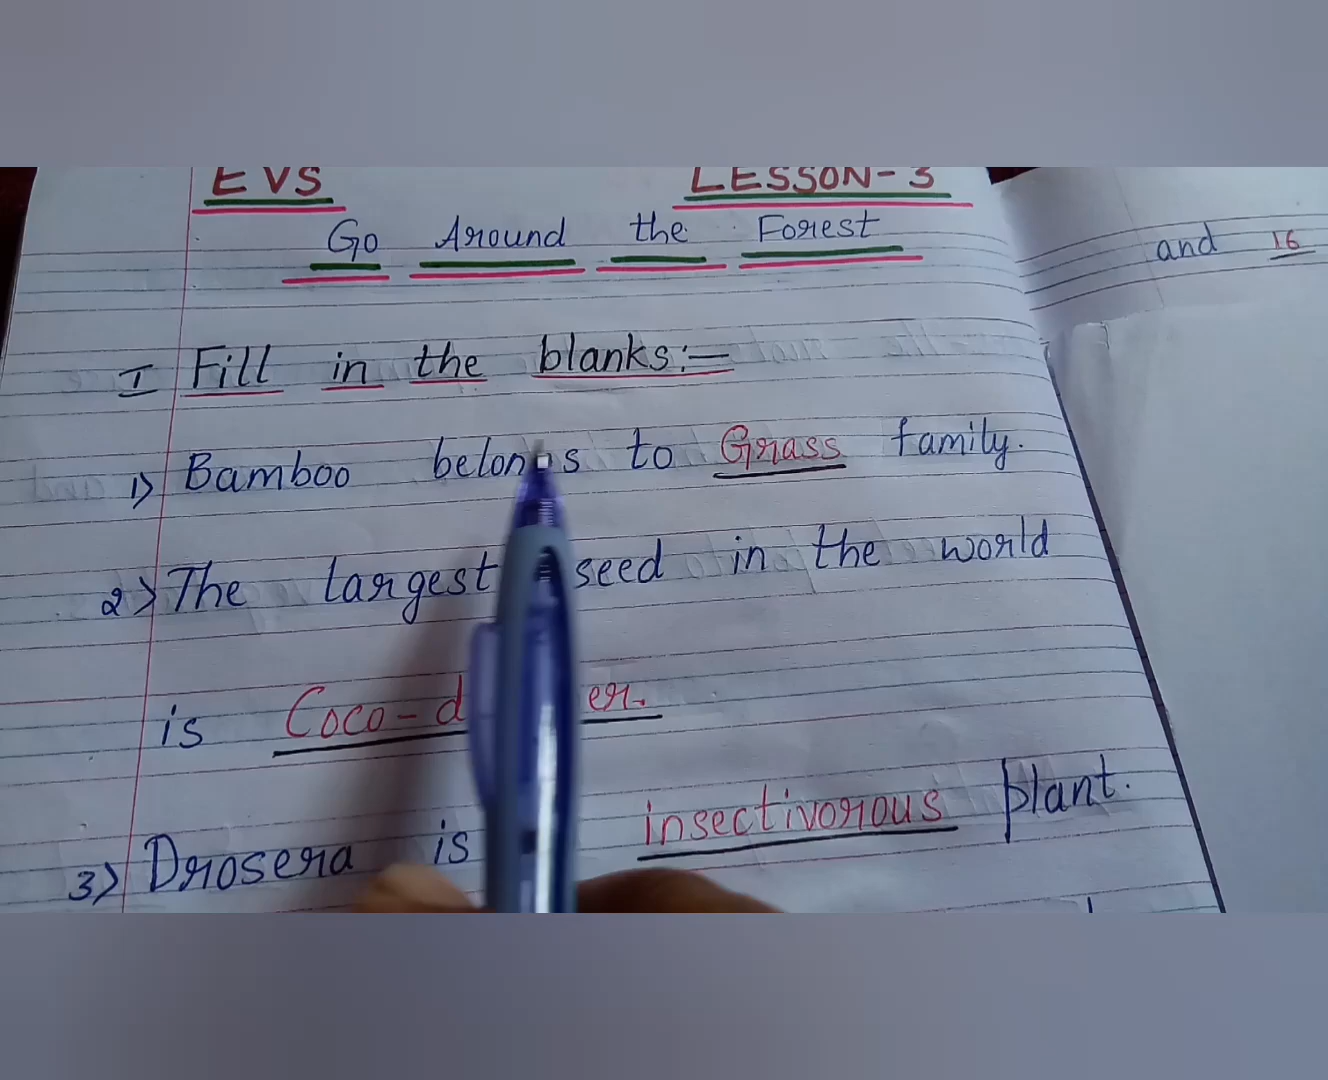 EVS LESSON-3
Go Around the Forest
I Fill in the blanks:-
1) Bamboo belongs to Grass family.
2) The largest seed in the world
is Coco-d er.
3) Drosera is insectivorous plant.
and 16